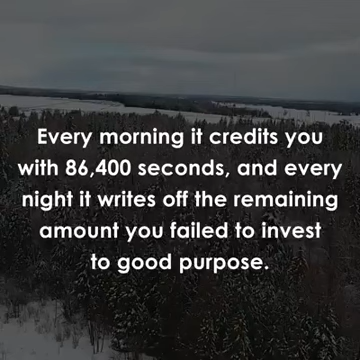 Every morning it credits you
with 86,400 seconds, and every
night it writes off the remaining
amount you failed to invest
to good purpose.